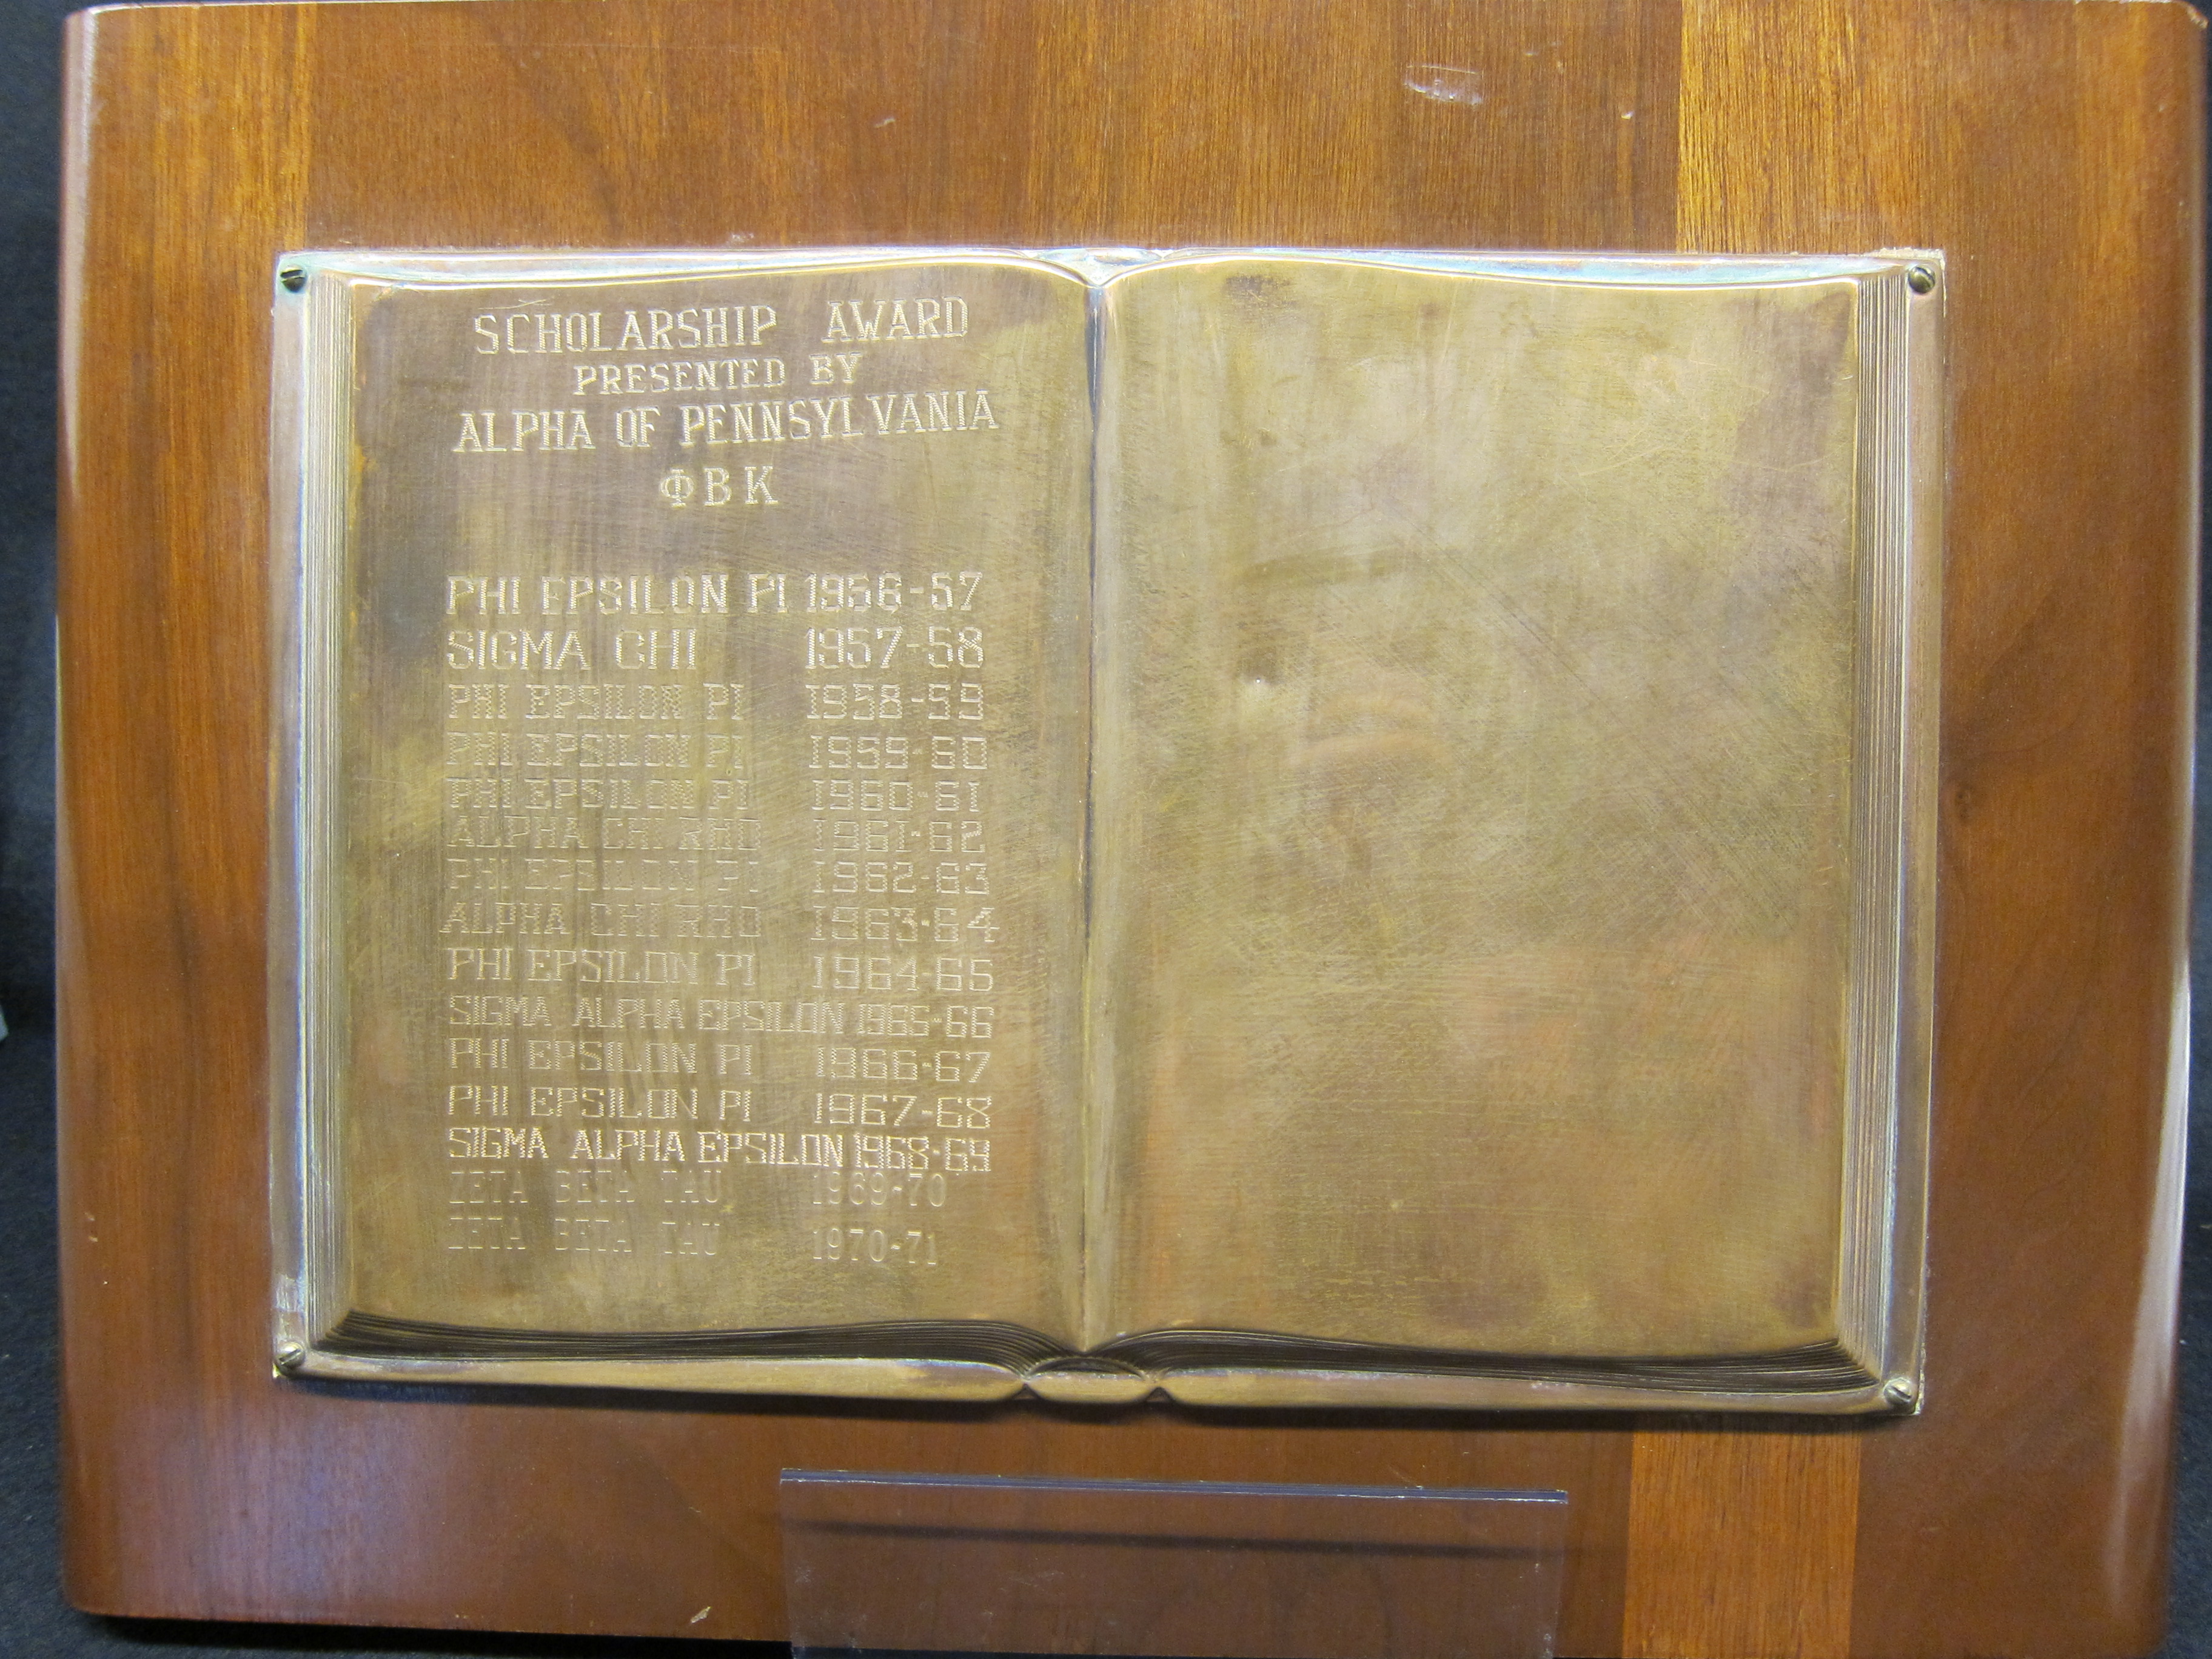 SCHOLARSHIP AWARD
PRESENTED BY
ALPHA OF PENNSYLVANIA
ΦΒΚ
PHI EPSILON PI 1956-57
SIGMA CHI 1957-58
PHI EPSILON PI 1958-59
PHI EPSILON PI 1959-60
PHI EPSILON PI 1960-61
ALPHA CHI RHO 1961-62
PHI EPSILON PI 1962-63
ALPHA CHI RHO 1963-64
PHI EPSILON PI 1964-65
SIGMA ALPHA EPSILON 1965-66
PHI EPSILON PI 1966-67
PHI EPSILON PI 1967-68
SIGMA ALPHA EPSILON 1968-69
ZETA BETA TAU 1969-70
ZETA BETA TAU 1970-71